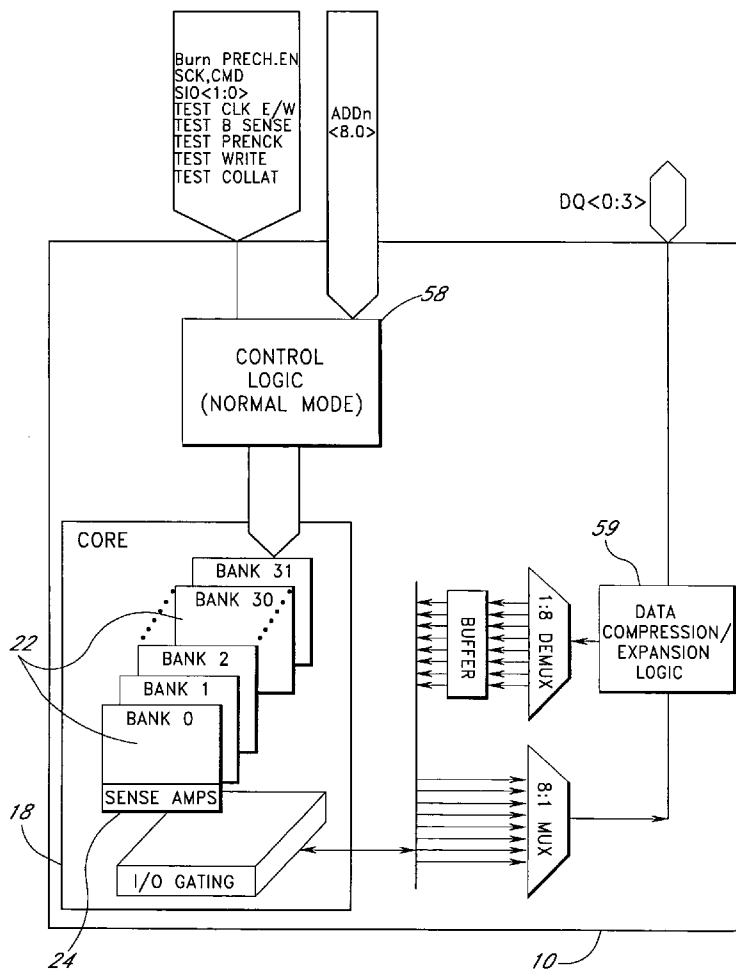 Burn PRECH.EN
SCK,CMD
SIO<1:0>
TEST CLK E/W
TEST B SENSE
TEST PRENCK
TEST WRITE
TEST COLLAT
ADDn
<8.0>
DQ<0:3>
58
CONTROL
LOGIC
(NORMAL MODE)
CORE
BANK 31
BANK 30
BANK 2
BANK 1
BANK 0
SENSE AMPS
I/O GATING
22
18
24
BUFFER
1:8 DEMUX
59
DATA
COMPRESSION/
EXPANSION
LOGIC
8:1 MUX
10